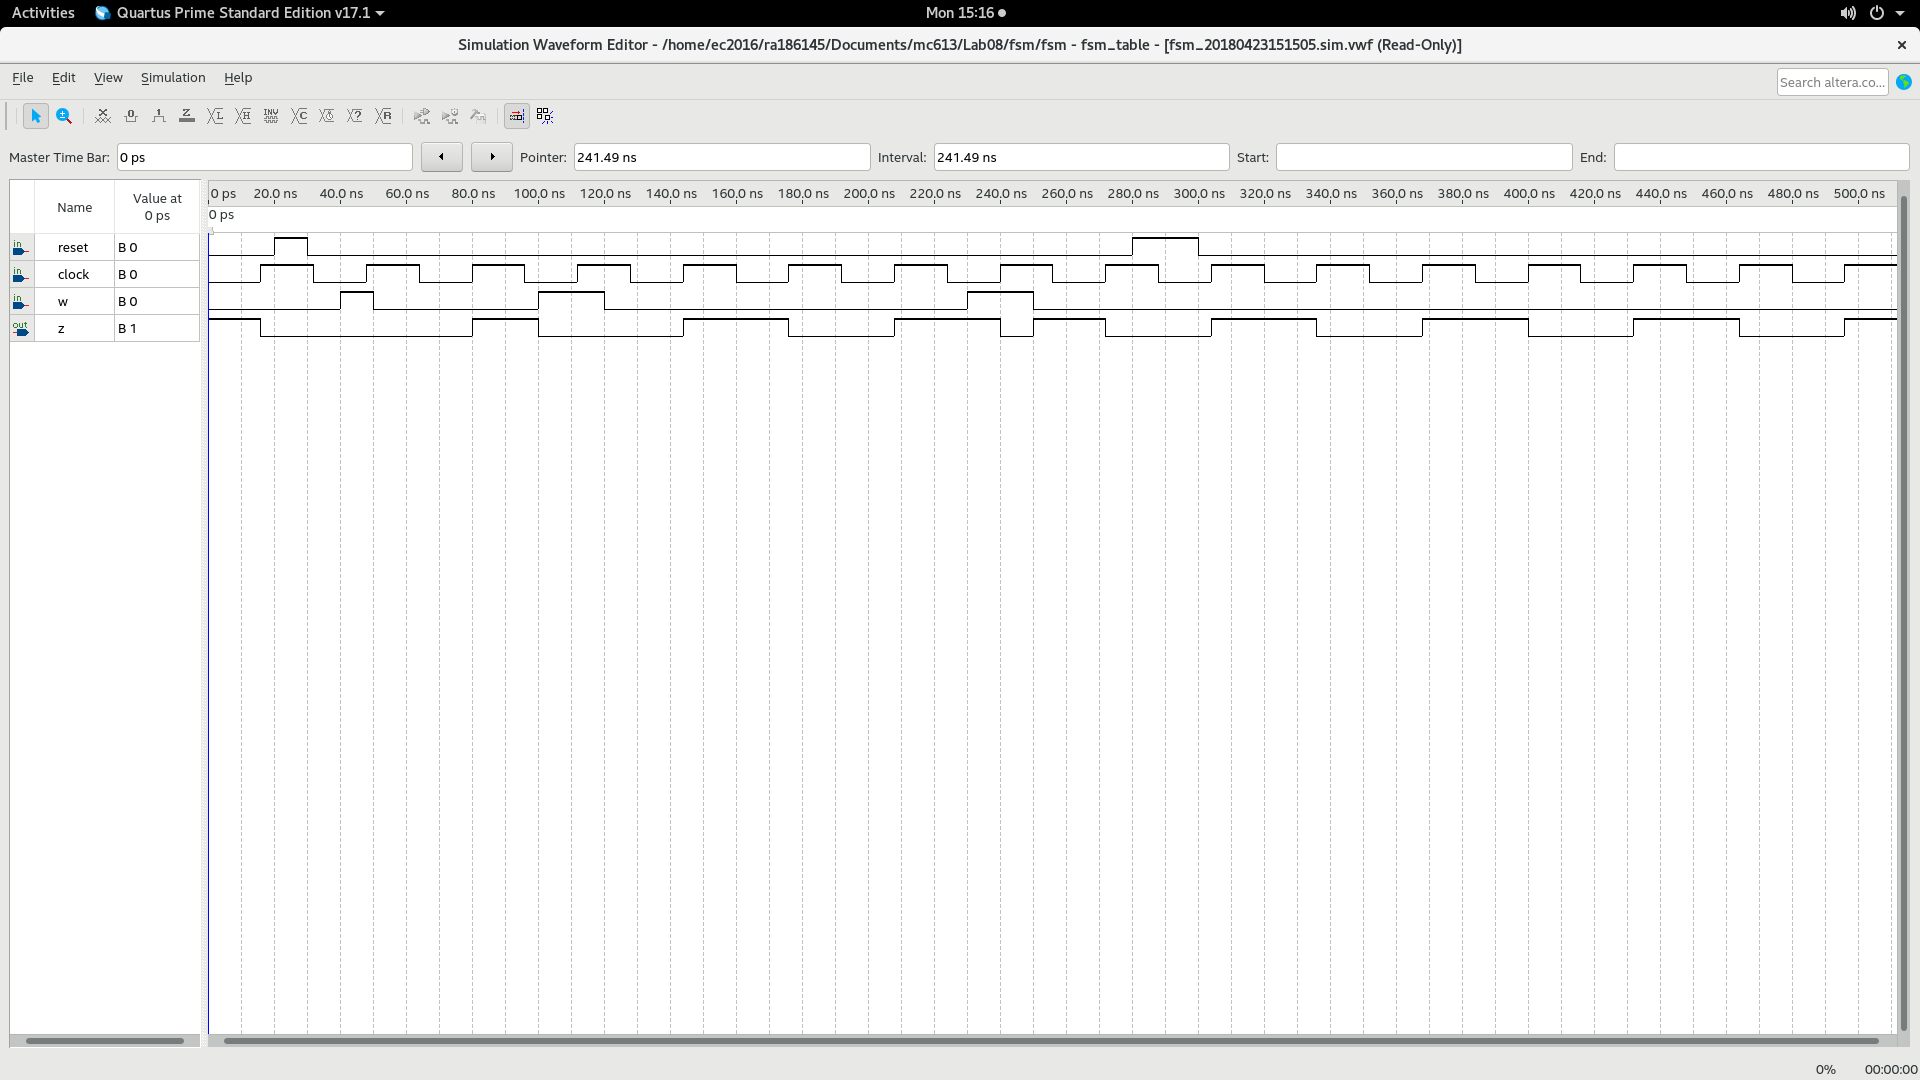 Activities Quartus Prime Standard Edition v17.1 Mon 15:16
Simulation Waveform Editor - /home/ec2016/ra186145/Documents/mc613/Lab08/fsm/fsm - fsm_table - [fsm_20180423151505.sim.vwf (Read-Only)]
File Edit View Simulation Help Search altera.co...
Master Time Bar: 0 ps Pointer: 241.49 ns Interval: 241.49 ns Start: End:
Name Value at 0 ps 0 ps 20.0 ns 40.0 ns 60.0 ns 80.0 ns 100.0 ns 120.0 ns 140.0 ns 160.0 ns 180.0 ns 200.0 ns 220.0 ns 240.0 ns 260.0 ns 280.0 ns 300.0 ns 320.0 ns 340.0 ns 360.0 ns 380.0 ns 400.0 ns 420.0 ns 440.0 ns 460.0 ns 480.0 ns 500.0 ns
0 ps
in reset B 0
in clock B 0
in w B 0
out z B 1
0% 00:00:00